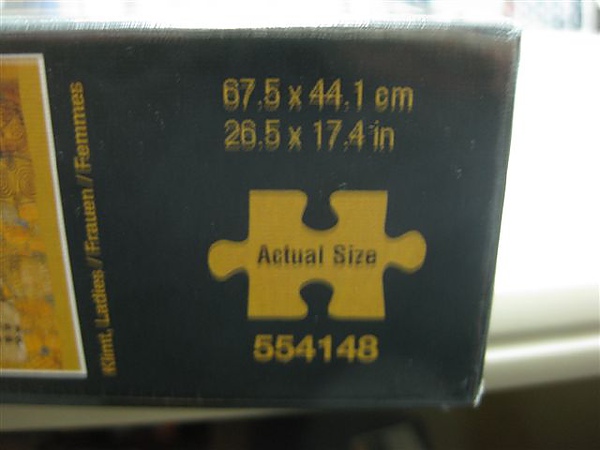 67.5 x 44.1 cm
26.5 x 17.4 in
Klimt, Ladies / Frauen / Femmes
Actual Size
554148